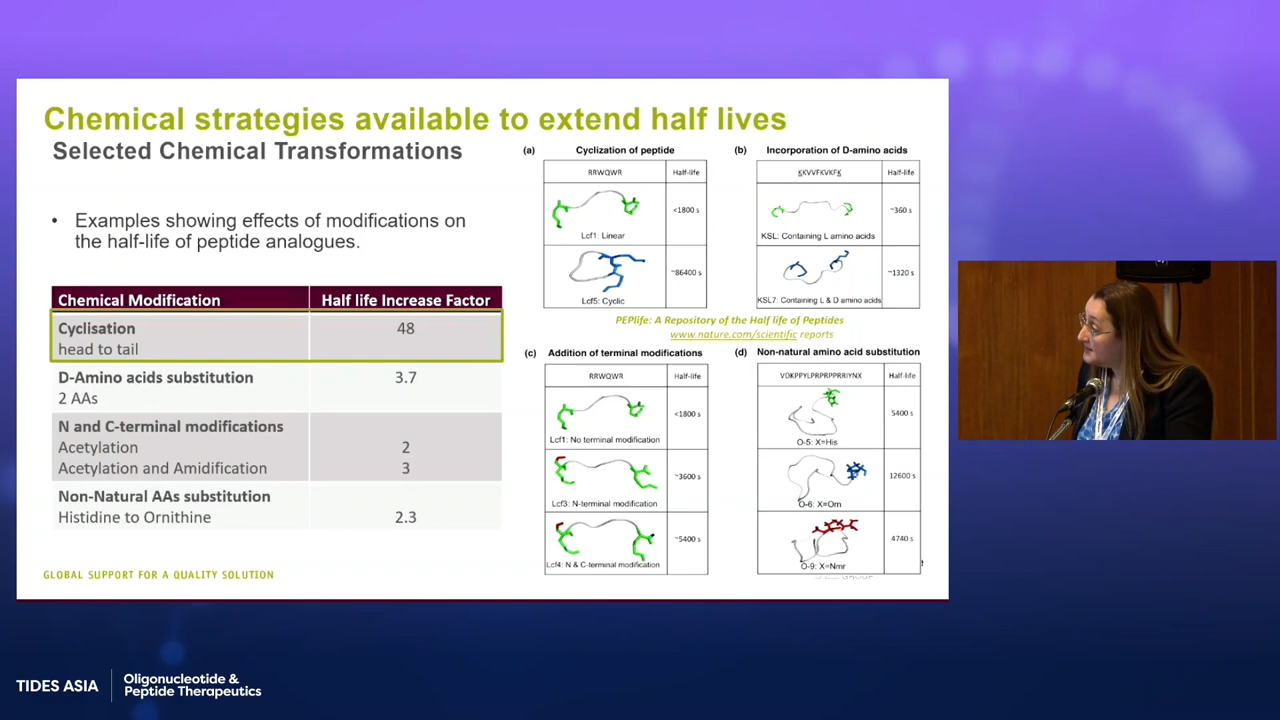 Chemical strategies available to extend half lives
Selected Chemical Transformations
• Examples showing effects of modifications on
the half-life of peptide analogues.
Chemical Modification Half life Increase Factor
Cyclisation 48
head to tail
D-Amino acids substitution 3.7
2 AAs
N and C-terminal modifications
Acetylation 2
Acetylation and Amidification 3
Non-Natural AAs substitution
Histidine to Ornithine 2.3
(a) Cyclization of peptide
RRWQWR Half-life
<1800 s
Lcf1: Linear
~86400 s
Lcf5: Cyclic
(b) Incorporation of D-amino acids
KKVVFKVKFK Half-life
~360 s
KSL: Containing L amino acids
~1320 s
KSL7: Containing L & D amino acids
PEPlife: A Repository of the Half life of Peptides
www.nature.com/scientific reports
(c) Addition of terminal modifications
RRWQWR Half-life
<1800 s
Lcf1: No terminal modification
~3600 s
Lcf3: N-terminal modification
~5400 s
Lcf4: N & C-terminal modification
(d) Non-natural amino acid substitution
VDKPPYLPRPRPPRRIYNX Half-life
5400 s
O-5: X=His
12600 s
O-6: X=Orn
4740 s
O-9: X=Nmr
GLOBAL SUPPORT FOR A QUALITY SOLUTION
TIDES ASIA
Oligonucleotide &
Peptide Therapeutics